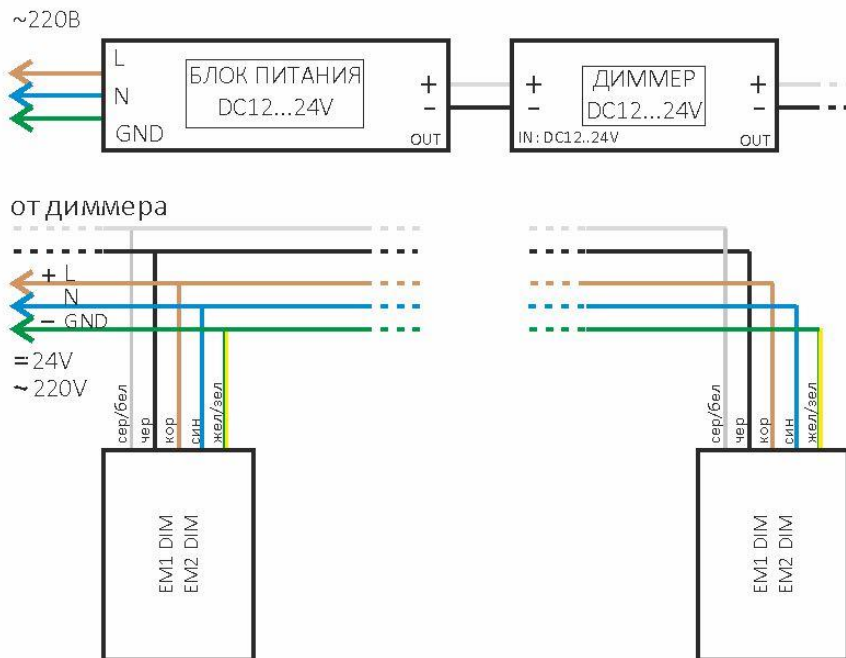 ~220В
L
N
GND
БЛОК ПИТАНИЯ
DC12...24V
+
−
OUT
+
−
IN: DC12..24V
ДИММЕР
DC12...24V
+
−
OUT
от диммера
+ L
N
− GND
=24V
~220V
сер/бел
чер
кор
син
жел/зел
сер/бел
чер
кор
син
жел/зел
EM1 DIM
EM2 DIM
EM1 DIM
EM2 DIM